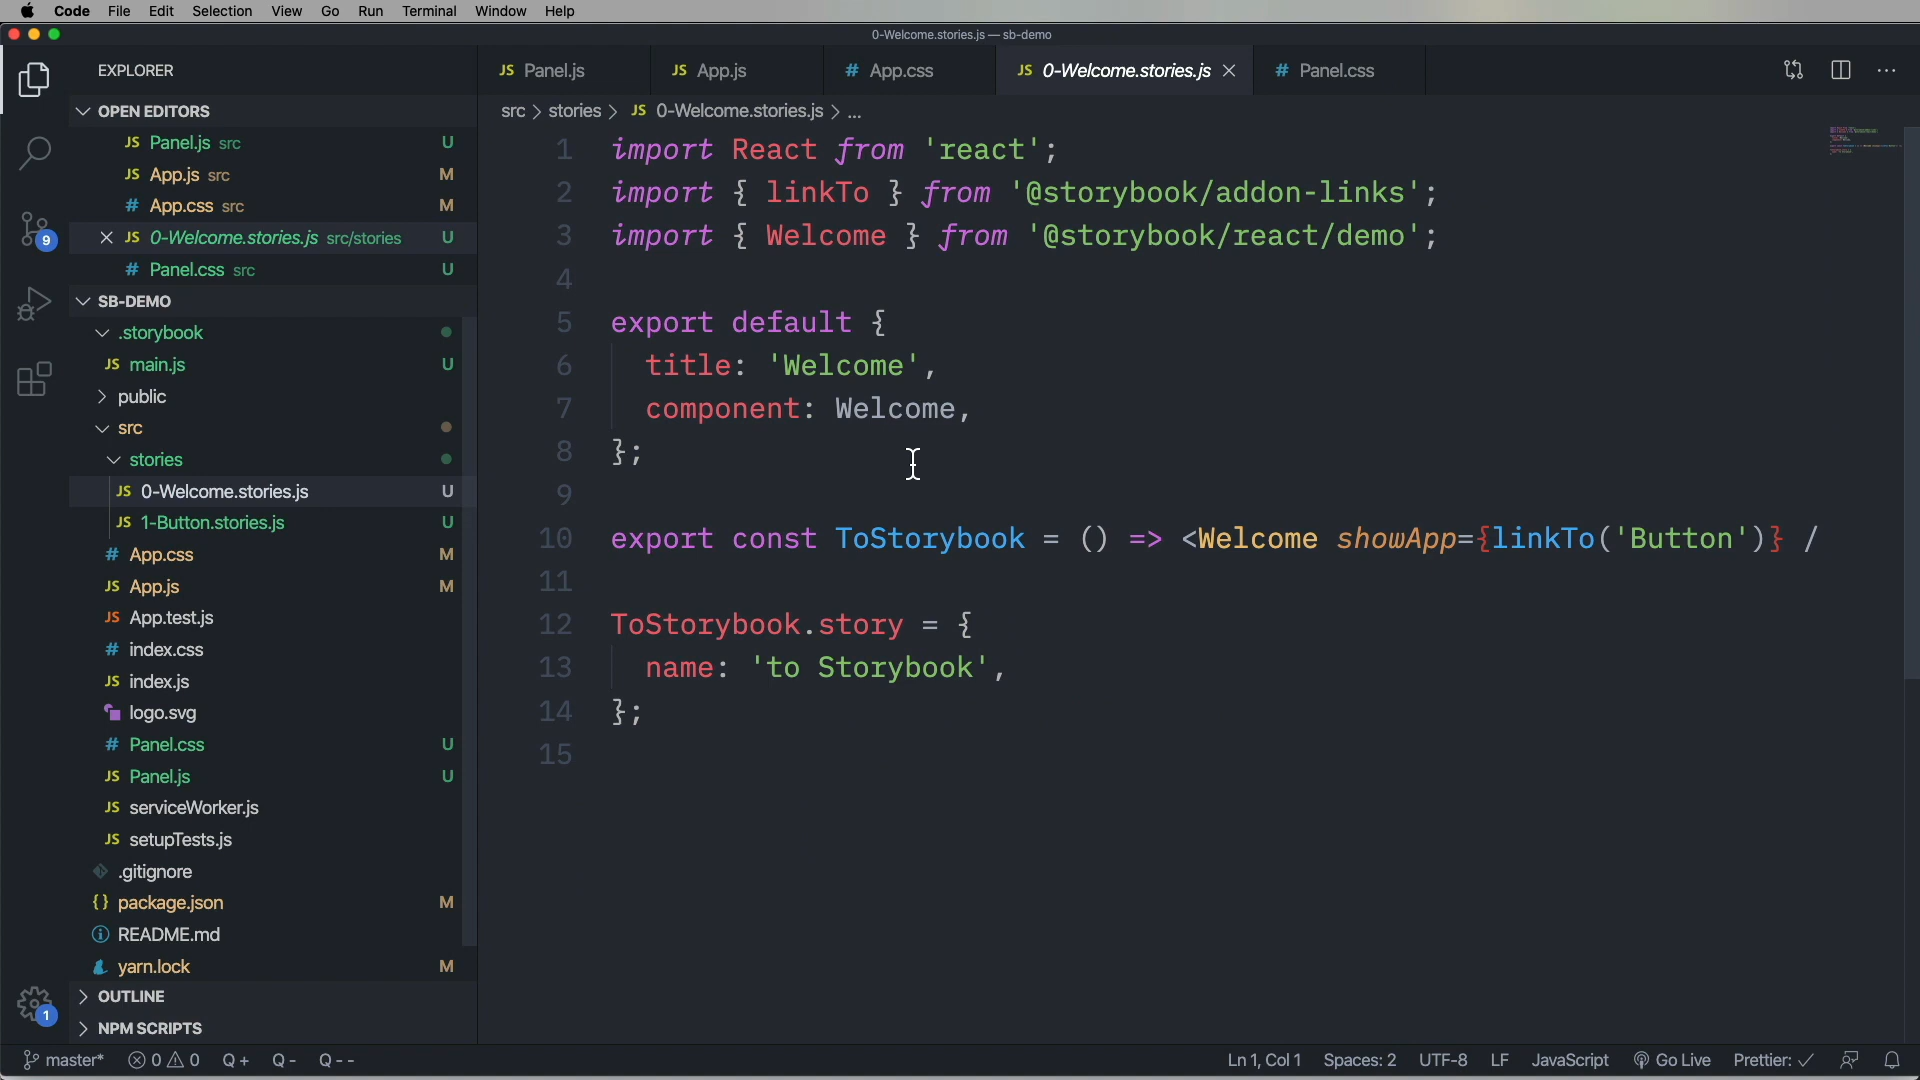 Code File Edit Selection View Go Run Terminal Window Help
0-Welcome.stories.js — sb-demo
EXPLORER
OPEN EDITORS
JS Panel.js src U
JS App.js src M
# App.css src M
JS 0-Welcome.stories.js src/stories U
# Panel.css src U
9
SB-DEMO
.storybook
JS main.js U
public
src
stories
JS 0-Welcome.stories.js U
JS 1-Button.stories.js U
# App.css M
JS App.js M
JS App.test.js
# index.css
JS index.js
logo.svg
# Panel.css U
JS Panel.js U
JS serviceWorker.js
JS setupTests.js
.gitignore
{} package.json M
README.md
yarn.lock M
OUTLINE
1
NPM SCRIPTS
JS Panel.js JS App.js # App.css JS 0-Welcome.stories.js # Panel.css
src > stories > JS 0-Welcome.stories.js > ...
1 import React from 'react';
2 import { linkTo } from '@storybook/addon-links';
3 import { Welcome } from '@storybook/react/demo';
4
5 export default {
6 title: 'Welcome',
7 component: Welcome,
8 };
9
10 export const ToStorybook = () => <Welcome showApp={linkTo('Button')} /
11
12 ToStorybook.story = {
13 name: 'to Storybook',
14 };
15
master* 0 0 Q + Q - Q - - Ln 1, Col 1 Spaces: 2 UTF-8 LF JavaScript Go Live Prettier: ✓